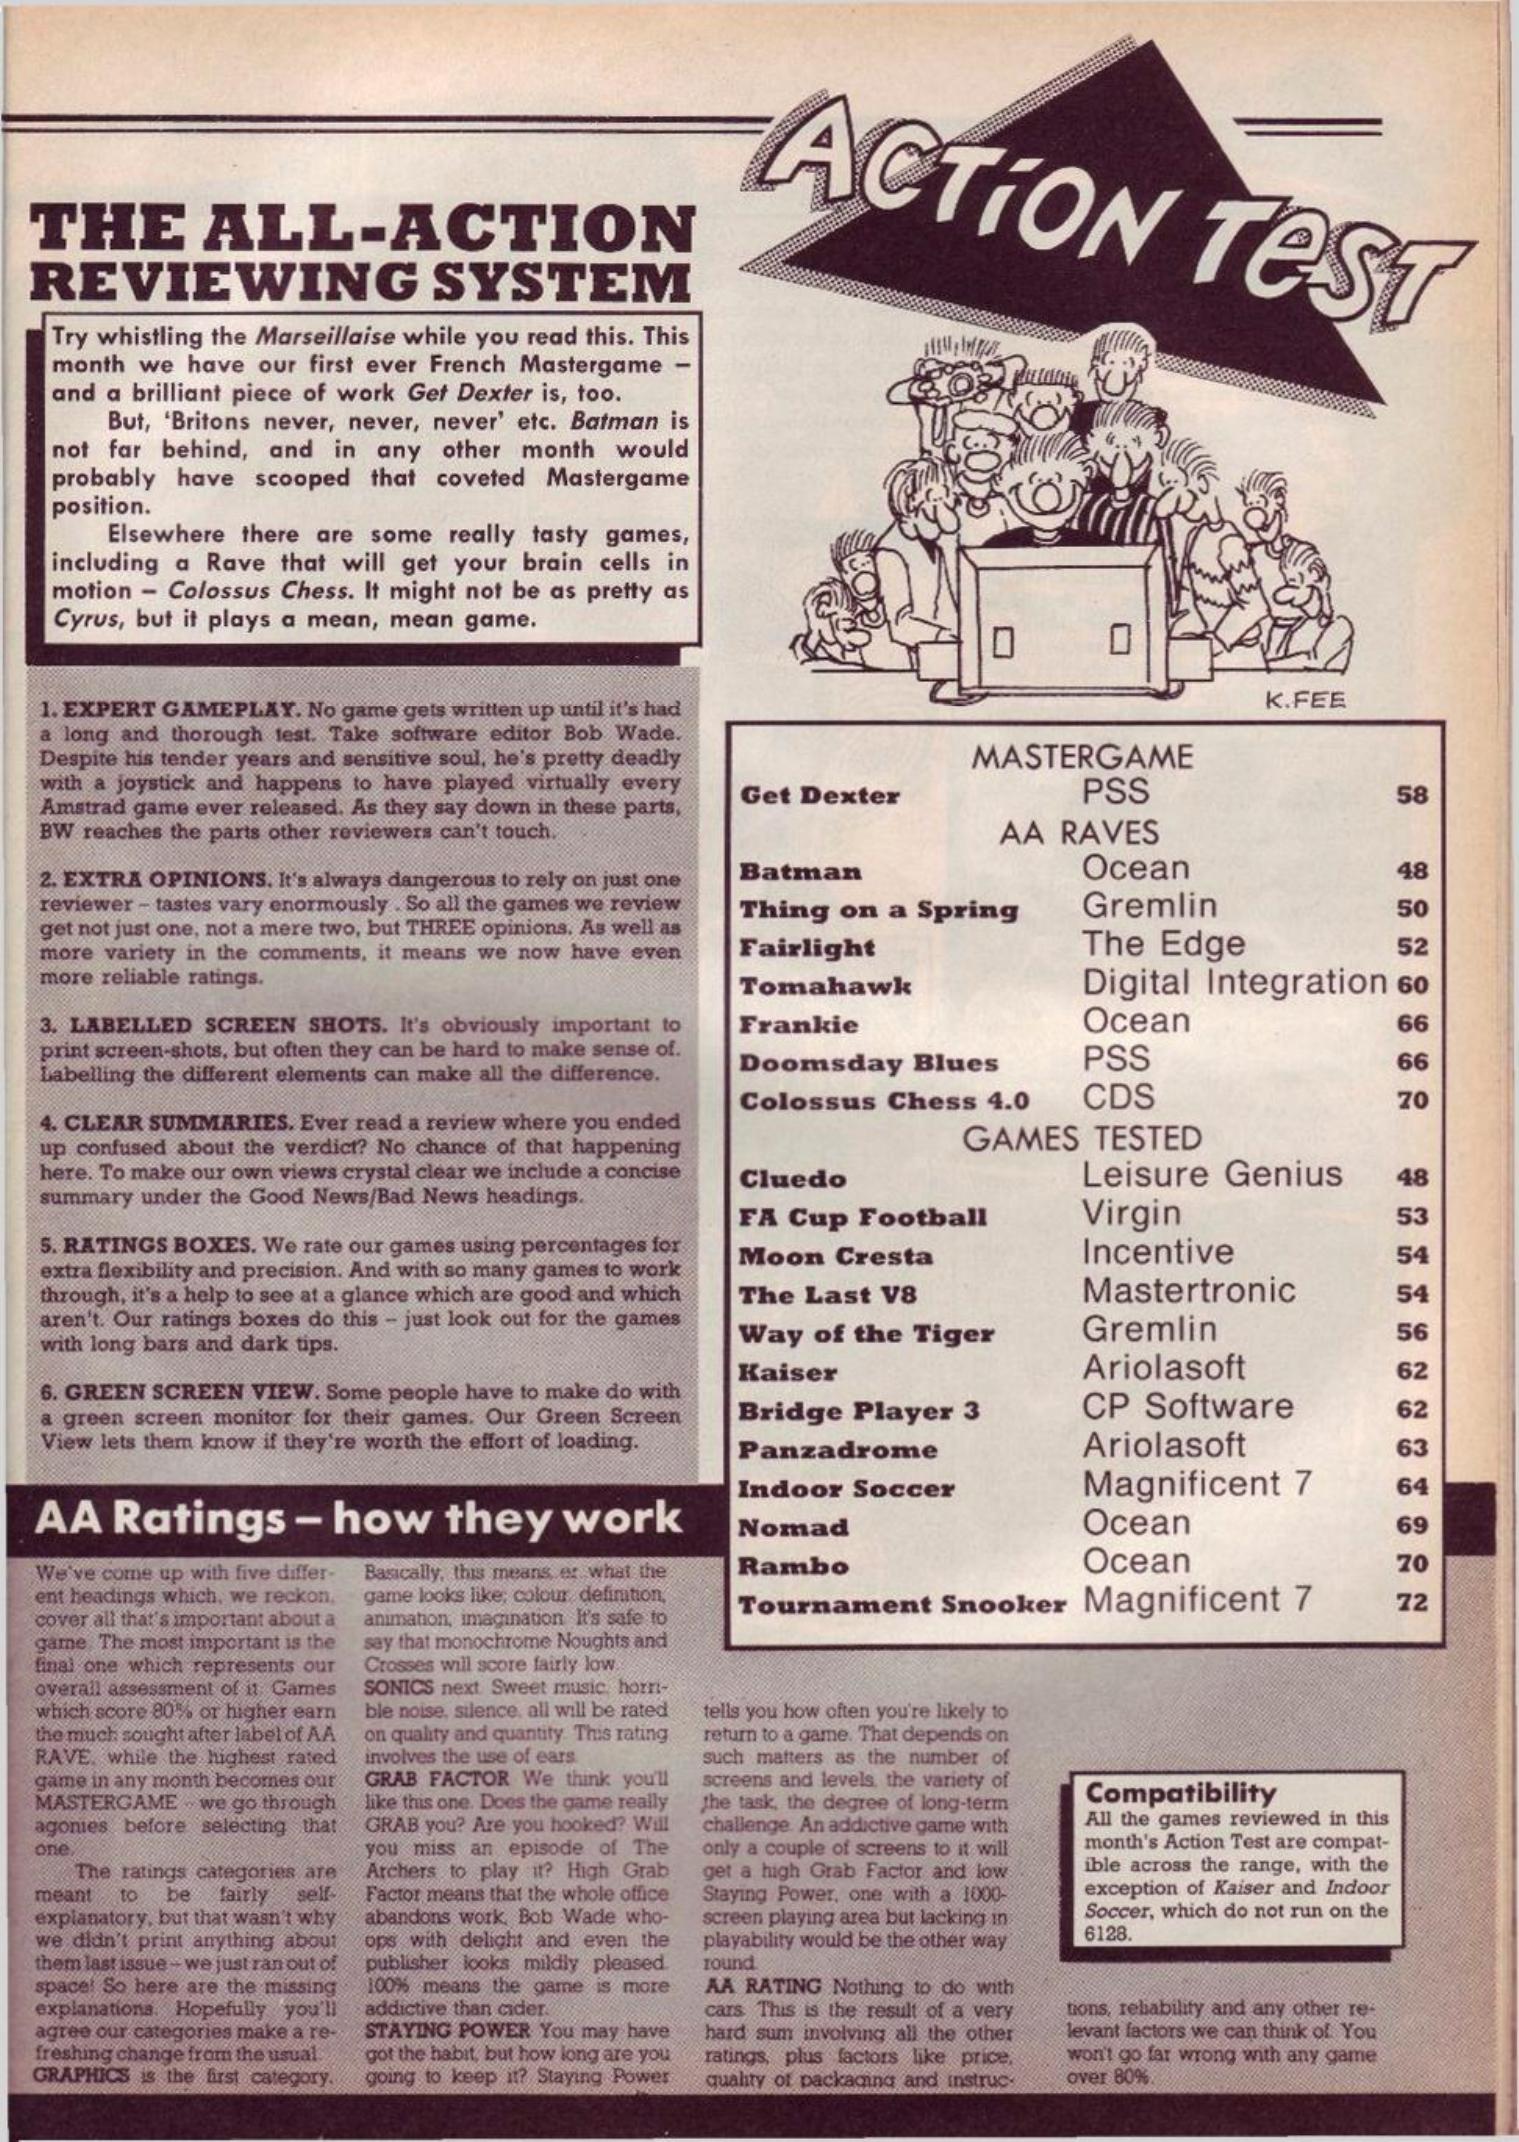 ACTION TEST
THE ALL-ACTION
REVIEWING SYSTEM
Try whistling the Marseillaise while you read this. This
month we have our first ever French Mastergame –
and a brilliant piece of work Get Dexter is, too.
But, 'Britons never, never, never' etc. Batman is
not far behind, and in any other month would
probably have scooped that coveted Mastergame
position.
Elsewhere there are some really tasty games,
including a Rave that will get your brain cells in
motion – Colossus Chess. It might not be as pretty as
Cyrus, but it plays a mean, mean game.
1. EXPERT GAMEPLAY. No game gets written up until it's had
a long and thorough test. Take software editor Bob Wade.
Despite his tender years and sensitive soul, he's pretty deadly
with a joystick and happens to have played virtually every
Amstrad game ever released. As they say down in these parts,
BW reaches the parts other reviewers can't touch.
2. EXTRA OPINIONS. It's always dangerous to rely on just one
reviewer – tastes vary enormously . So all the games we review
get not just one, not a mere two, but THREE opinions. As well as
more variety in the comments, it means we now have even
more reliable ratings.
3. LABELLED SCREEN SHOTS. It's obviously important to
print screen-shots, but often they can be hard to make sense of.
Labelling the different elements can make all the difference.
4. CLEAR SUMMARIES. Ever read a review where you ended
up confused about the verdict? No chance of that happening
here. To make our own views crystal clear we include a concise
summary under the Good News/Bad News headings.
5. RATINGS BOXES. We rate our games using percentages for
extra flexibility and precision. And with so many games to work
through, it's a help to see at a glance which are good and which
aren't. Our ratings boxes do this – just look out for the games
with long bars and dark tips.
6. GREEN SCREEN VIEW. Some people have to make do with
a green screen monitor for their games. Our Green Screen
View lets them know if they're worth the effort of loading.
K.FEE
MASTERGAME
Get Dexter PSS 58
AA RAVES
Batman Ocean 48
Thing on a Spring Gremlin 50
Fairlight The Edge 52
Tomahawk Digital Integration 60
Frankie Ocean 66
Doomsday Blues PSS 66
Colossus Chess 4.0 CDS 70
GAMES TESTED
Cluedo Leisure Genius 48
FA Cup Football Virgin 53
Moon Cresta Incentive 54
The Last V8 Mastertronic 54
Way of the Tiger Gremlin 56
Kaiser Ariolasoft 62
Bridge Player 3 CP Software 62
Panzadrome Ariolasoft 63
Indoor Soccer Magnificent 7 64
Nomad Ocean 69
Rambo Ocean 70
Tournament Snooker Magnificent 7 72
AA Ratings – how they work
We've come up with five differ-
ent headings which, we reckon,
cover all that's important about a
game. The most important is the
final one which represents our
overall assessment of it. Games
which score 80% or higher earn
the much sought after label of AA
RAVE, while the highest rated
game in any month becomes our
MASTERGAME – we go through
agonies before selecting that
one.
The ratings categories are
meant to be fairly self-
explanatory, but that wasn't why
we didn't print anything about
them last issue – we just ran out of
space! So here are the missing
explanations. Hopefully you'll
agree our categories make a re-
freshing change from the usual.
GRAPHICS is the first category.
Basically, this means, er..what the
game looks like; colour, definition,
animation, imagination. It's safe to
say that monochrome Noughts and
Crosses will score fairly low.
SONICS next. Sweet music, horri-
ble noise, silence, all will be rated
on quality and quantity. This rating
involves the use of ears.
GRAB FACTOR We think you'll
like this one. Does the game really
GRAB you? Are you hooked? Will
you miss an episode of The
Archers to play it? High Grab
Factor means that the whole office
abandons work, Bob Wade who-
ops with delight and even the
publisher looks mildly pleased.
100% means the game is more
addictive than cider.
STAYING POWER You may have
got the habit, but how long are you
going to keep it? Staying Power
tells you how often you're likely to
return to a game. That depends on
such matters as the number of
screens and levels, the variety of
the task, the degree of long-term
challenge. An addictive game with
only a couple of screens to it will
get a high Grab Factor and low
Staying Power, one with a 1000-
screen playing area but lacking in
playability would be the other way
round.
AA RATING Nothing to do with
cars. This is the result of a very
hard sum involving all the other
ratings, plus factors like price,
quality of packaging and instruc-
tions, reliability and any other re-
levant factors we can think of. You
won't go far wrong with any game
over 80%.
Compatibility
All the games reviewed in this
month's Action Test are compat-
ible across the range, with the
exception of Kaiser and Indoor
Soccer, which do not run on the
6128.